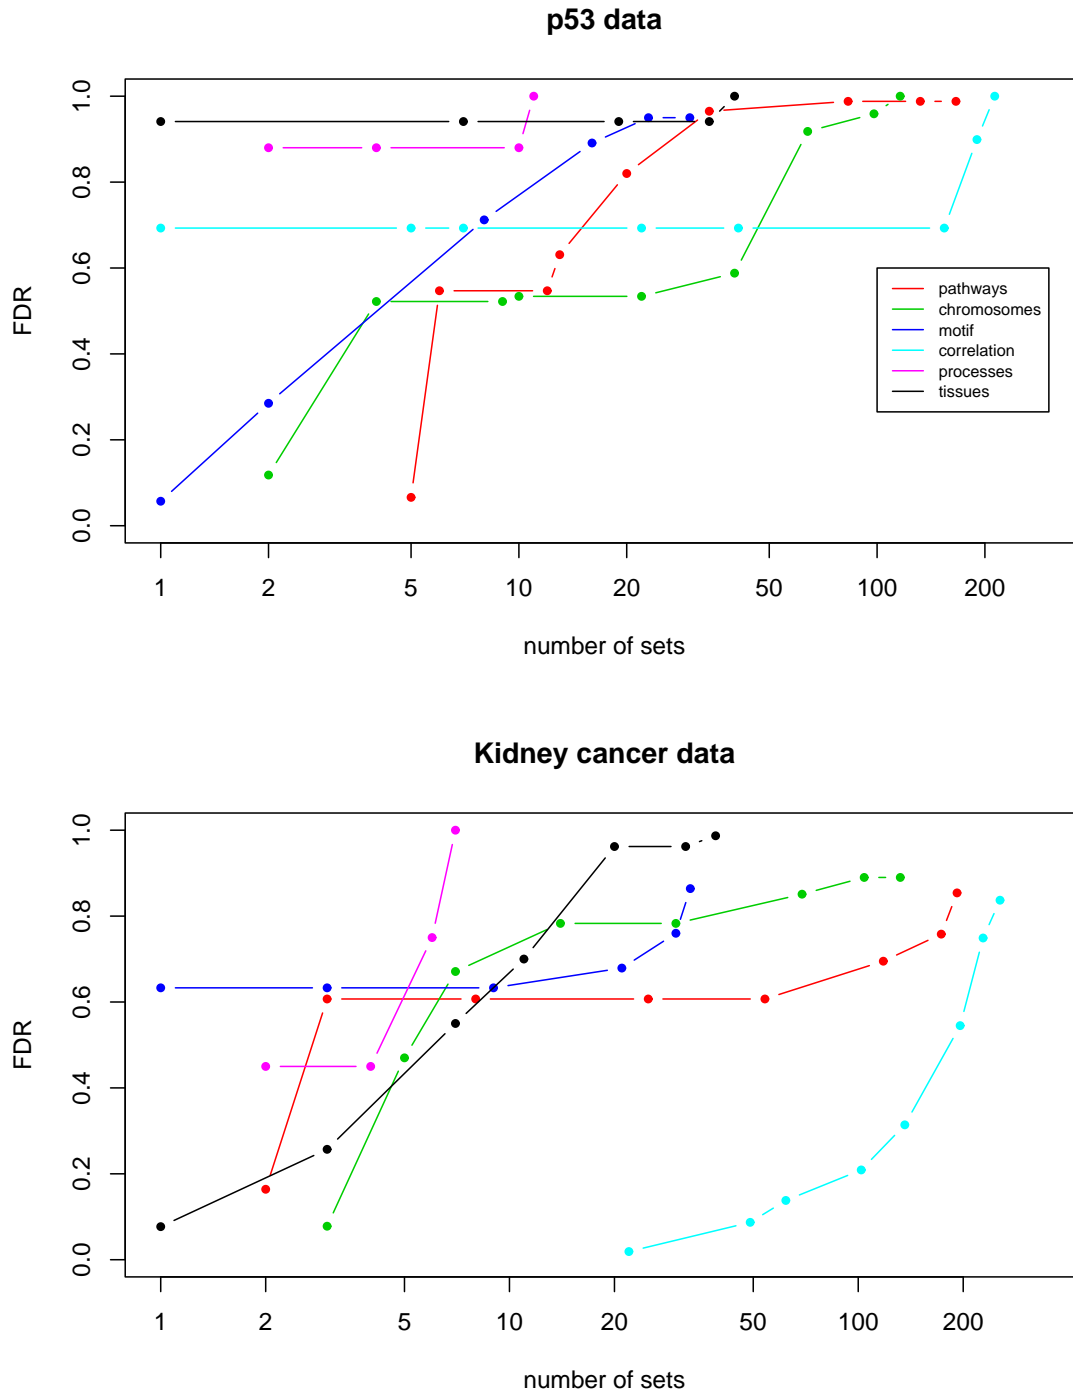 p53 data
FDR
1.0
0.8
0.6
0.4
0.2
0.0
pathways
chromosomes
motif
correlation
processes
tissues
1 2 5 10 20 50 100 200
number of sets
Kidney cancer data
FDR
1.0
0.8
0.6
0.4
0.2
0.0
1 2 5 10 20 50 100 200
number of sets